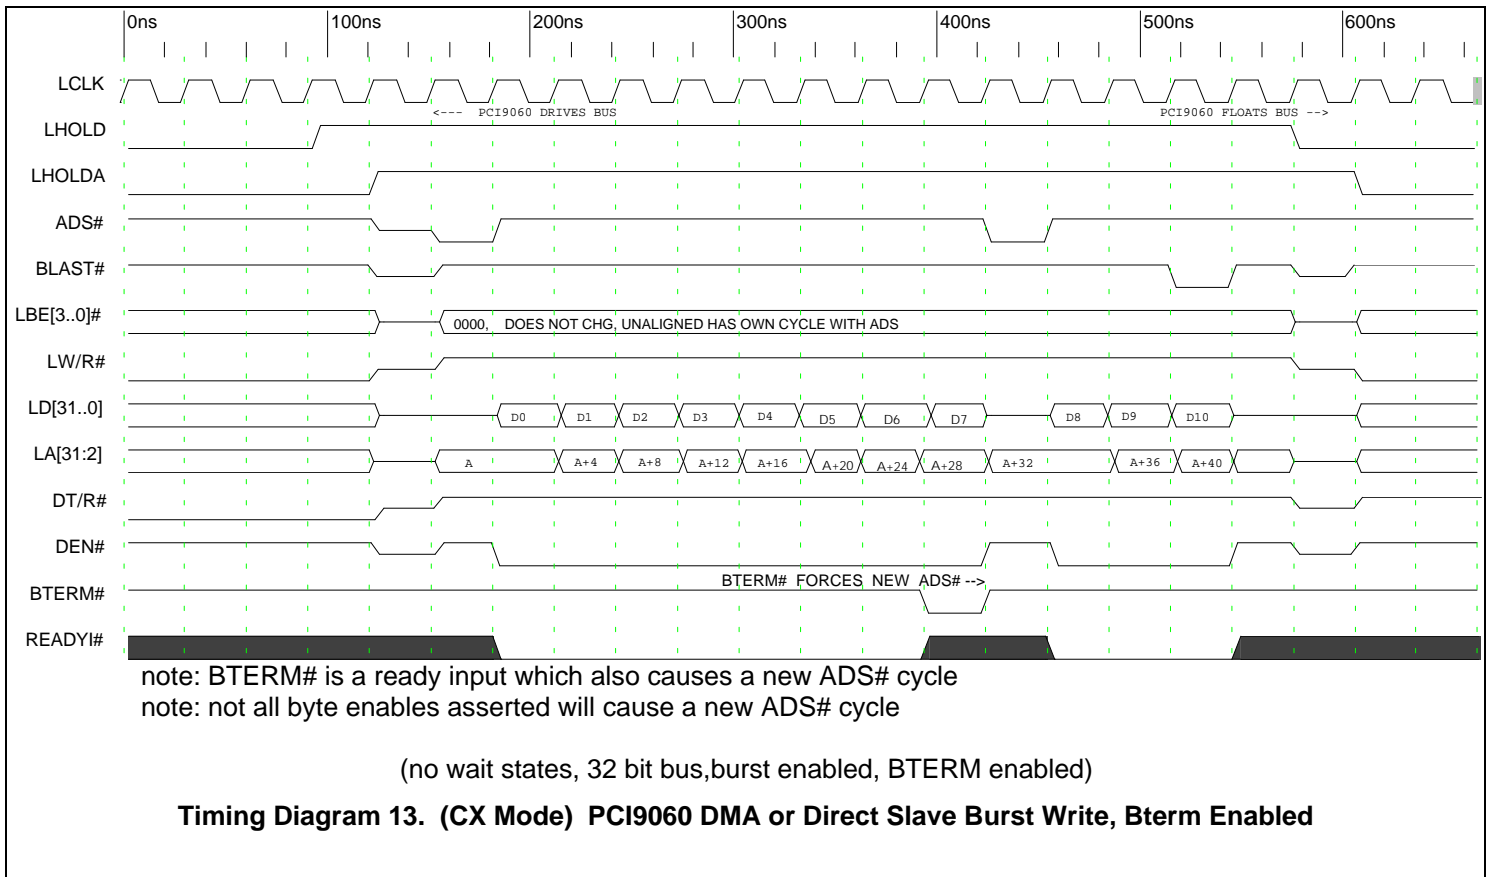 0ns 100ns 200ns 300ns 400ns 500ns 600ns
LCLK
<--- PCI9060 DRIVES BUS PCI9060 FLOATS BUS -->
LHOLD
LHOLDA
ADS#
BLAST#
LBE[3..0]# 0000, DOES NOT CHG, UNALIGNED HAS OWN CYCLE WITH ADS
LW/R#
LD[31..0] D0 D1 D2 D3 D4 D5 D6 D7 D8 D9 D10
LA[31:2] A A+4 A+8 A+12 A+16 A+20 A+24 A+28 A+32 A+36 A+40
DT/R#
DEN#
BTERM# FORCES NEW ADS# -->
BTERM#
READYI#
note: BTERM# is a ready input which also causes a new ADS# cycle
note: not all byte enables asserted will cause a new ADS# cycle
(no wait states, 32 bit bus,burst enabled, BTERM enabled)
Timing Diagram 13. (CX Mode) PCI9060 DMA or Direct Slave Burst Write, Bterm Enabled